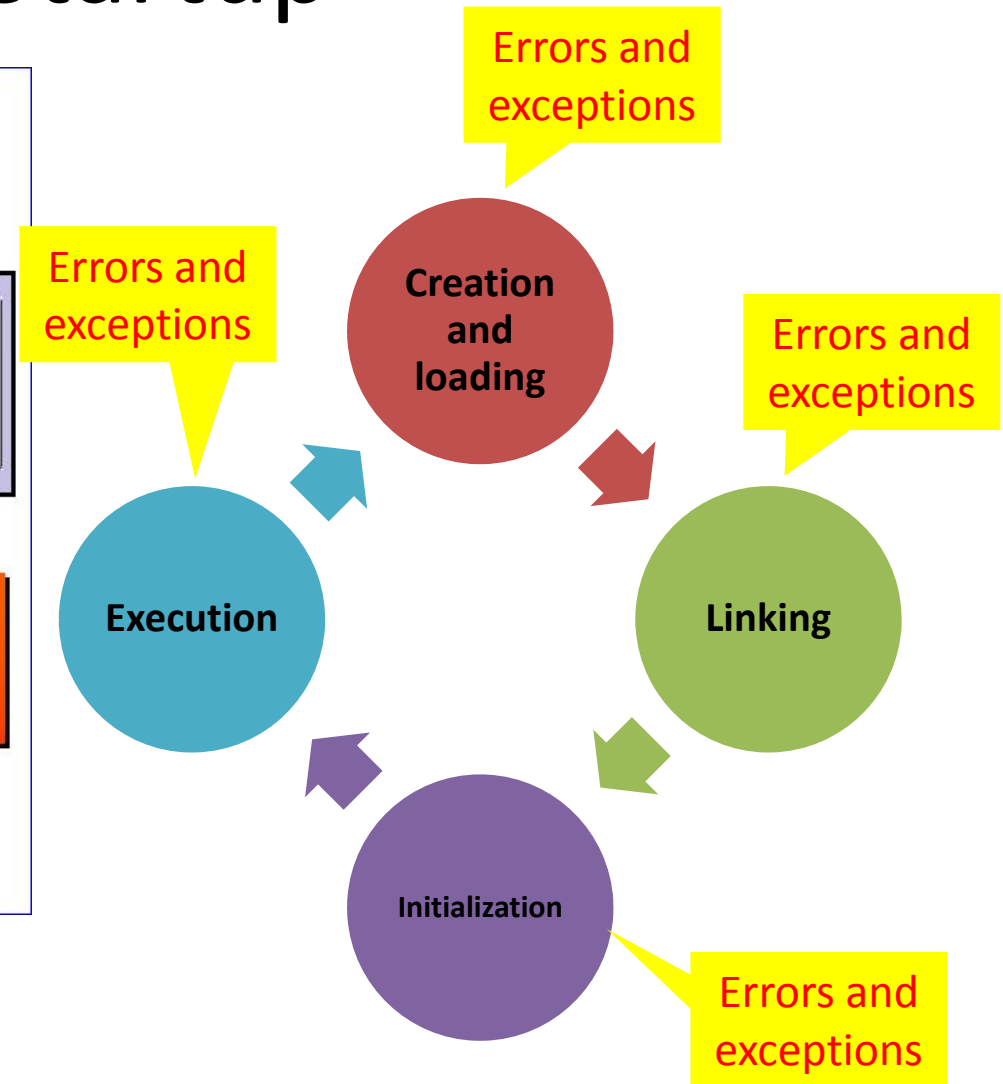 Errors and
exceptions
Errors and
exceptions
Creation
and
loading
Errors and
exceptions
Execution
Linking
Initialization
Errors and
exceptions